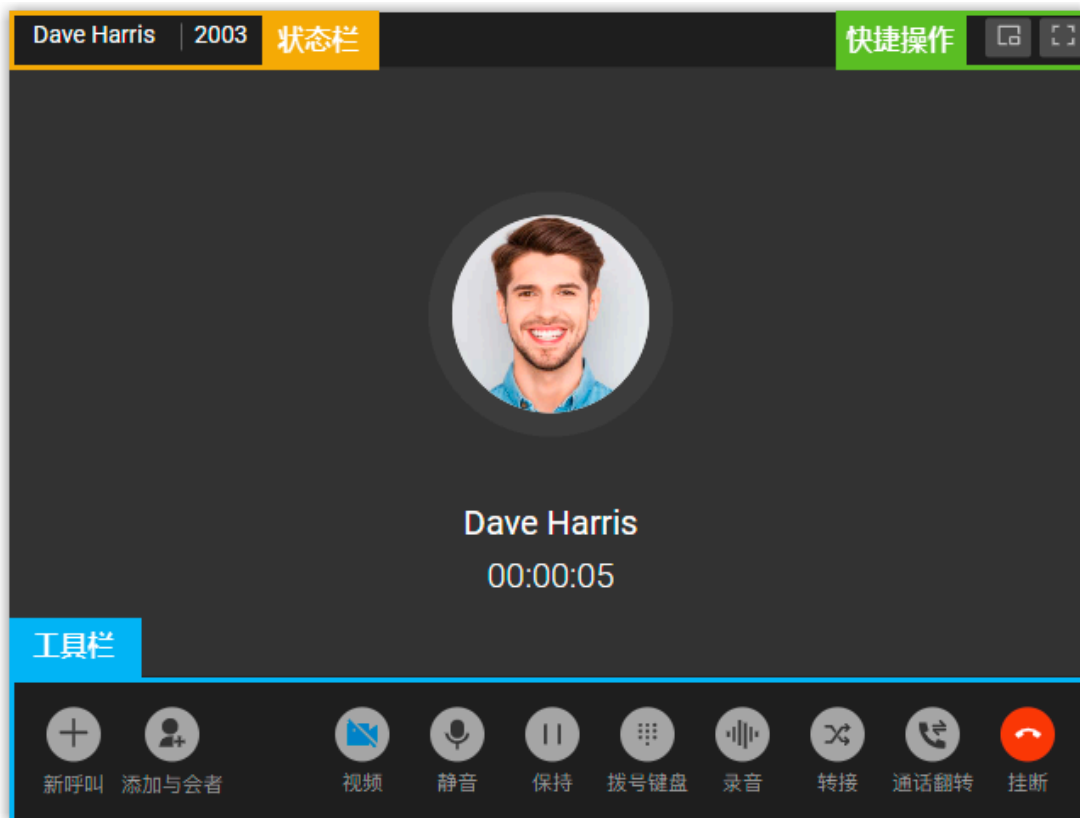 Dave Harris 2003 状态栏 快捷操作
Dave Harris
00:00:05
工具栏
新呼叫 添加与会者 视频 静音 保持 拨号键盘 录音 转接 通话翻转 挂断